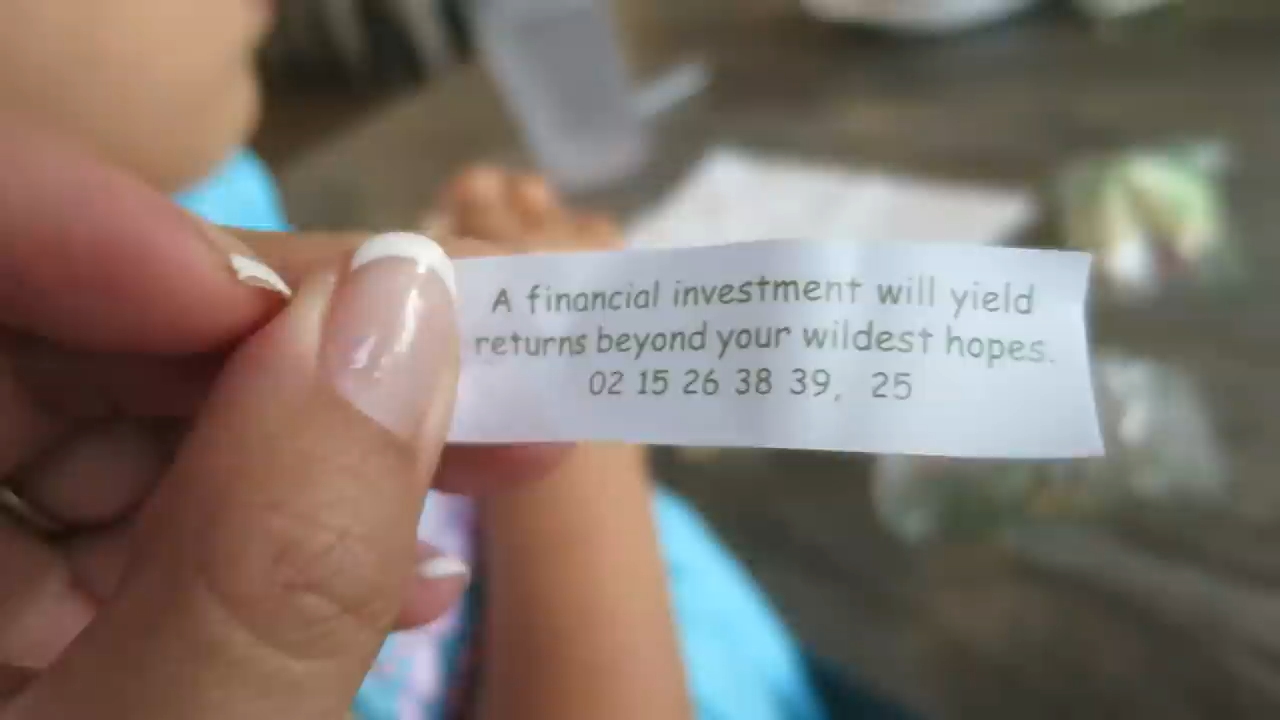 A financial investment will yield
returns beyond your wildest hopes.
02 15 26 38 39, 25